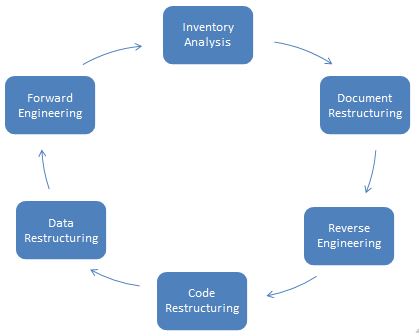 Inventory
Analysis
Document
Restructuring
Reverse
Engineering
Code
Restructuring
Data
Restructuring
Forward
Engineering